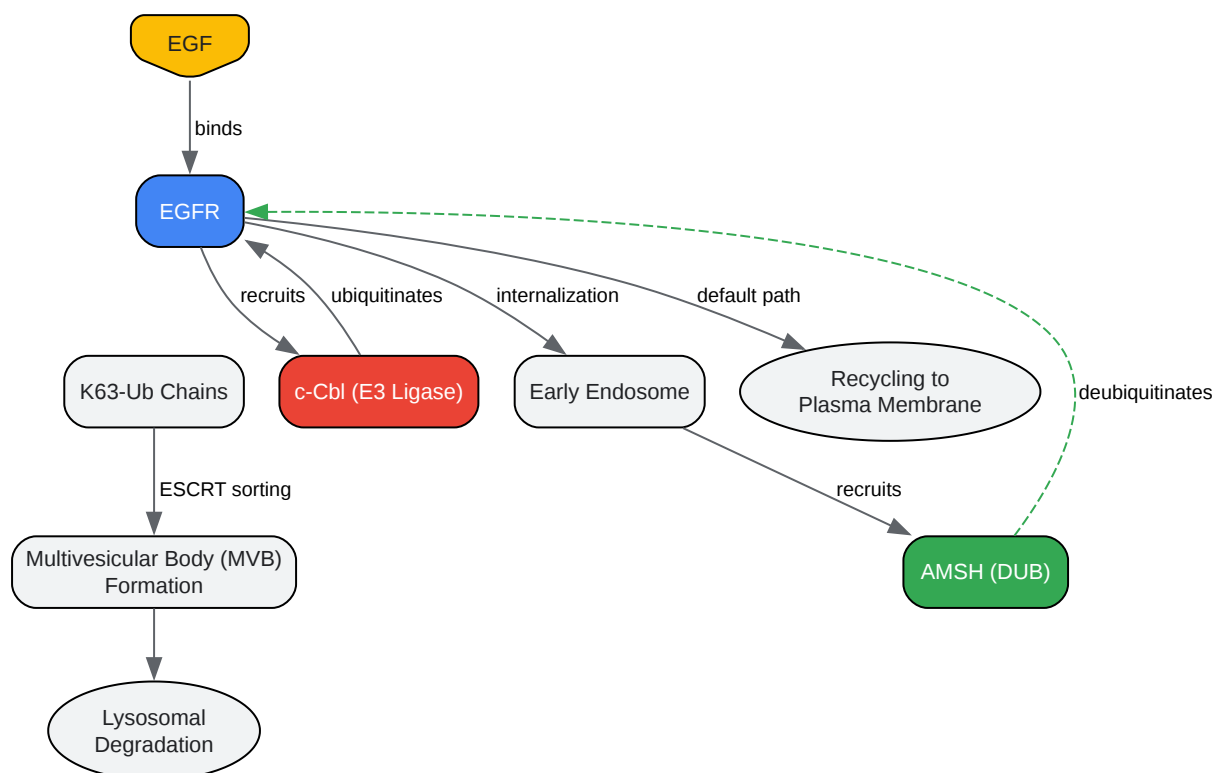 EGF
binds
EGFR
recruits
ubiquitinates
internalization
default path
K63-Ub Chains
c-Cbl (E3 Ligase)
Early Endosome
Recycling to
Plasma Membrane
deubiquitinates
ESCRT sorting
recruits
Multivesicular Body (MVB)
Formation
AMSH (DUB)
Lysosomal
Degradation